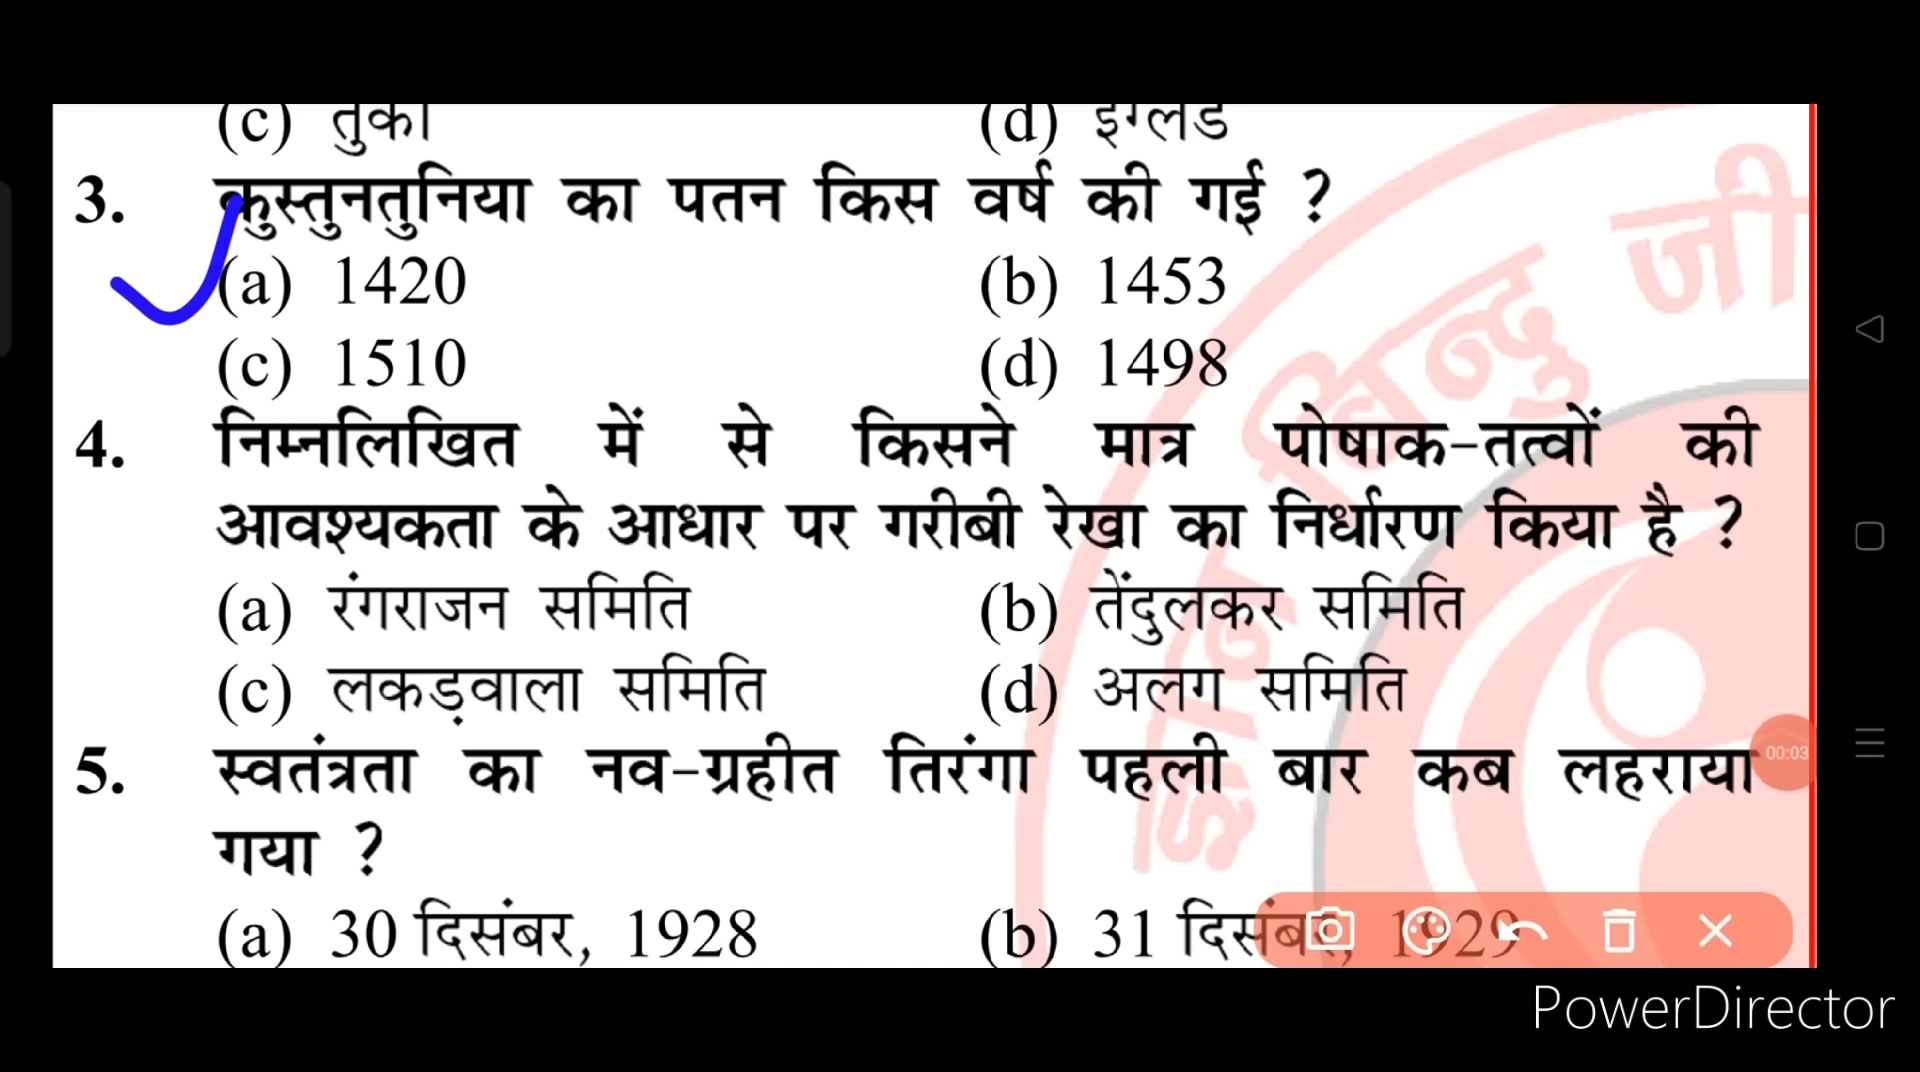 (c) तुर्की (d) इंग्लैंड
3. कुस्तुनतुनिया का पतन किस वर्ष की गई ?
(a) 1420 (b) 1453
(c) 1510 (d) 1498
4. निम्नलिखित में से किसने मात्र पोषाक-तत्वों की
आवश्यकता के आधार पर गरीबी रेखा का निर्धारण किया है ?
(a) रंगराजन समिति (b) तेंदुलकर समिति
(c) लकड़वाला समिति (d) अलग समिति
5. स्वतंत्रता का नव-ग्रहीत तिरंगा पहली बार कब लहराया
00:03
गया ?
(a) 30 दिसंबर, 1928 (b) 31 दिसंबर, 1929
ज्ञान बिन्दु जी
PowerDirector